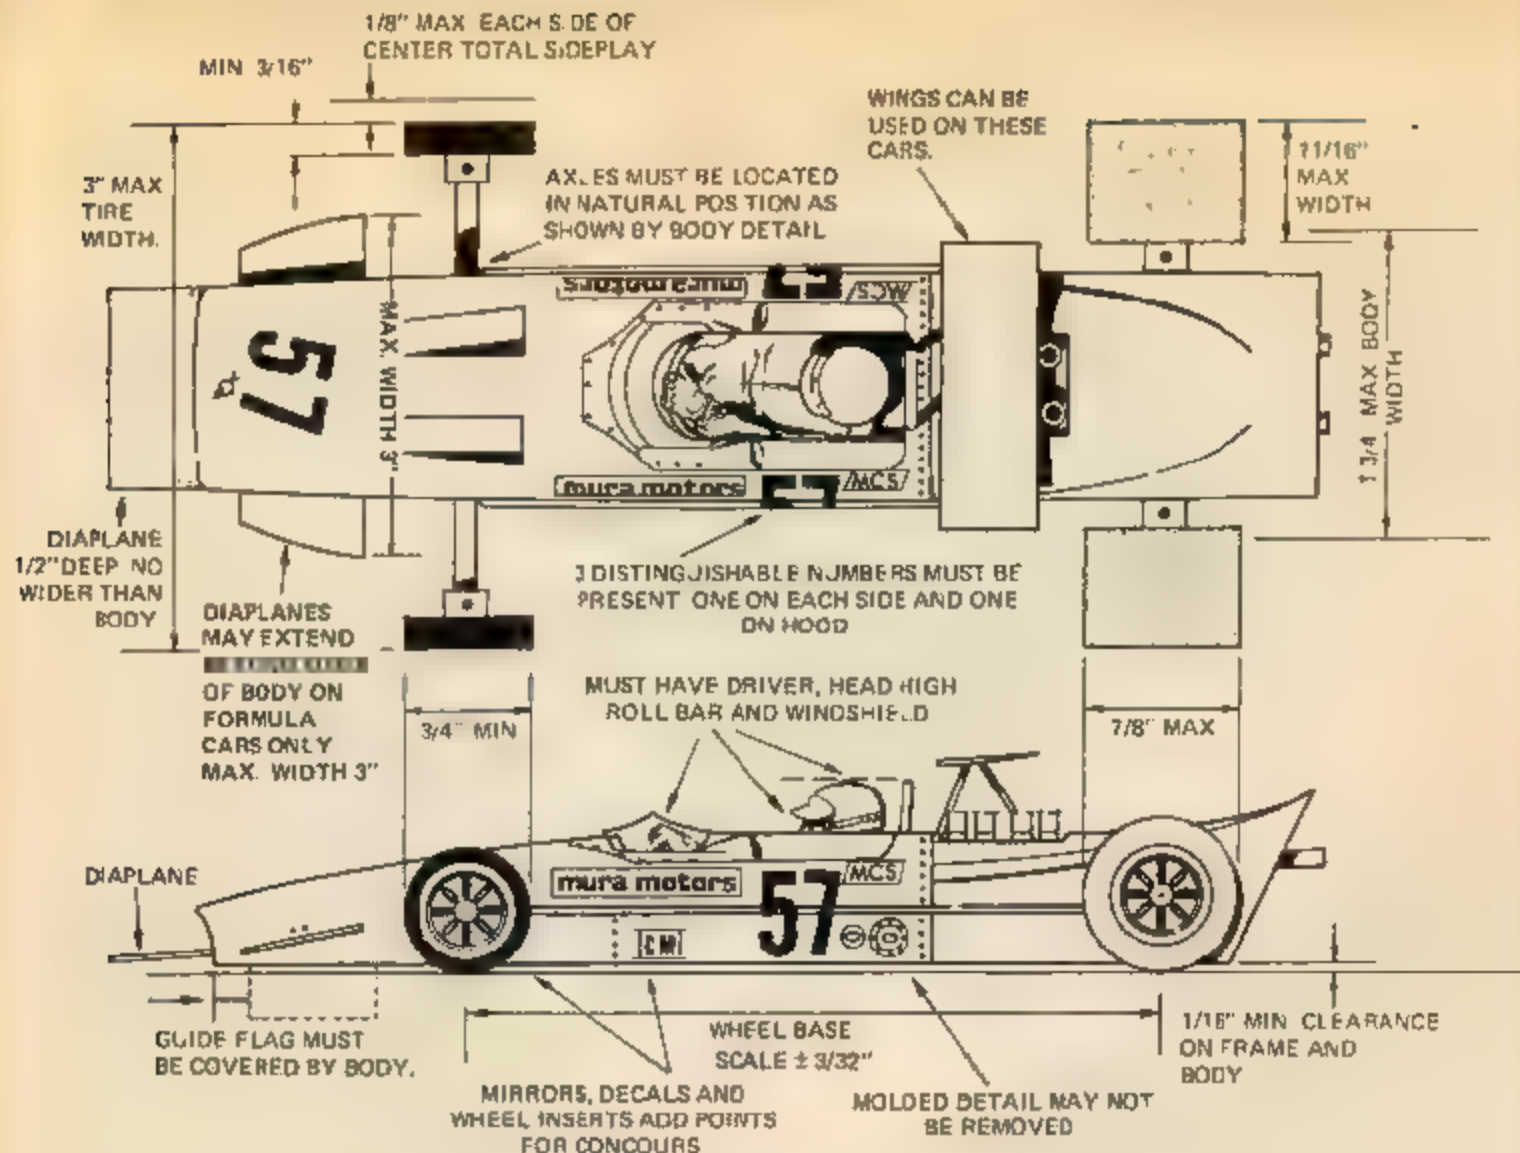 1/8" MAX EACH SIDE OF
CENTER TOTAL SIDEPLAY
MIN 3/16"
WINGS CAN BE
USED ON THESE
CARS.
11/16"
MAX
WIDTH
3" MAX
TIRE
WIDTH.
AXLES MUST BE LOCATED
IN NATURAL POSITION AS
SHOWN BY BODY DETAIL
mura motors
57
MCS
57
MAX. WIDTH 3"
1 3/4 MAX BODY
WIDTH
mura motors
57
MCS
DIAPLANE
1/2" DEEP NO
WIDER THAN
BODY
DIAPLANES
MAY EXTEND
OF BODY ON
FORMULA
CARS ONLY
MAX. WIDTH 3"
3 DISTINGUISHABLE NUMBERS MUST BE
PRESENT ONE ON EACH SIDE AND ONE
ON HOOD
MUST HAVE DRIVER, HEAD HIGH
ROLL BAR AND WINDSHIELD
3/4" MIN
7/8" MAX
DIAPLANE
mura motors
57
MCS
GUIDE FLAG MUST
BE COVERED BY BODY.
WHEEL BASE
SCALE ± 3/32"
1/16" MIN CLEARANCE
ON FRAME AND
BODY
MIRRORS, DECALS AND
WHEEL INSERTS ADD POINTS
FOR CONCOURS
MOLDED DETAIL MAY NOT
BE REMOVED